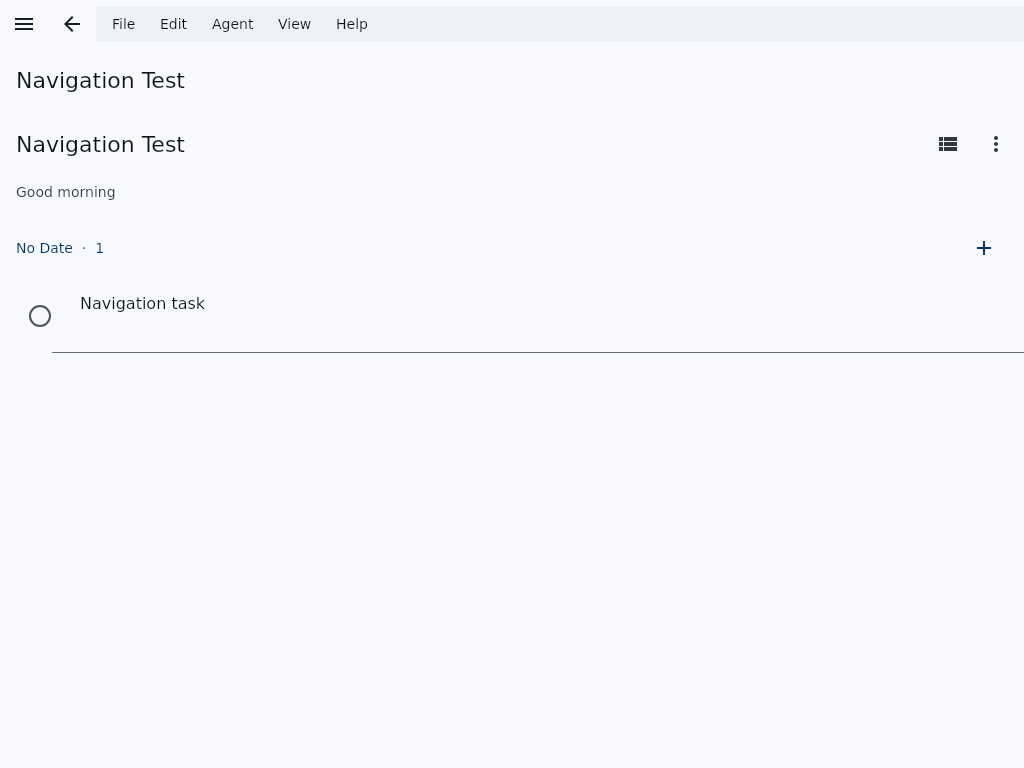 File Edit Agent View Help
Navigation Test
Navigation Test
Good morning
No Date · 1
Navigation task